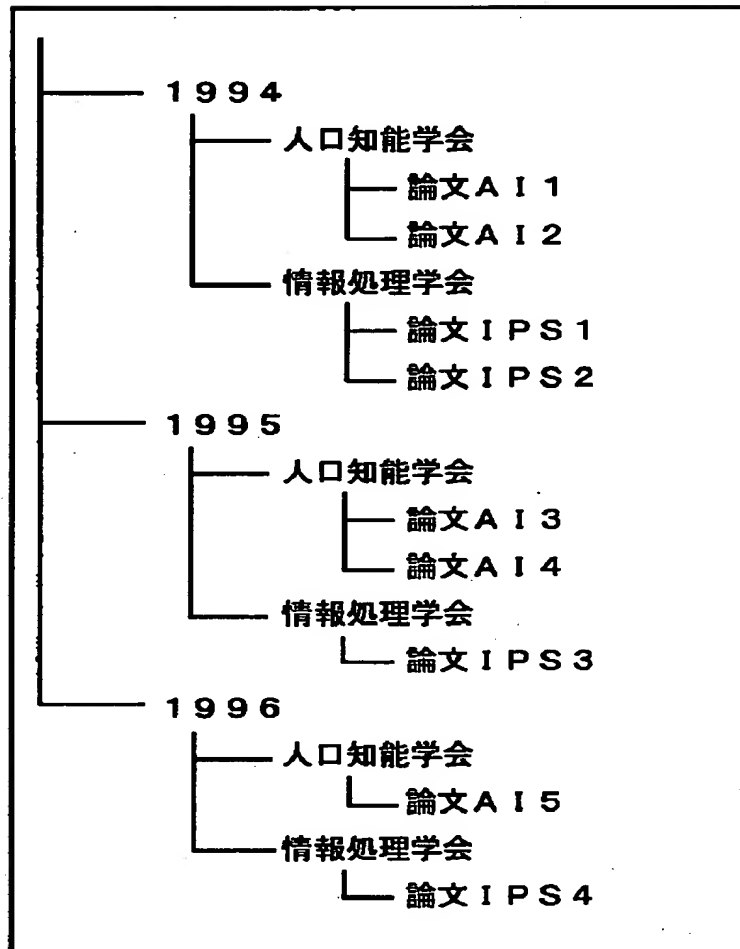 1994
人口知能学会
論文AI1
論文AI2
情報処理学会
論文IPS1
論文IPS2
1995
人口知能学会
論文AI3
論文AI4
情報処理学会
論文IPS3
1996
人口知能学会
論文AI5
情報処理学会
論文IPS4